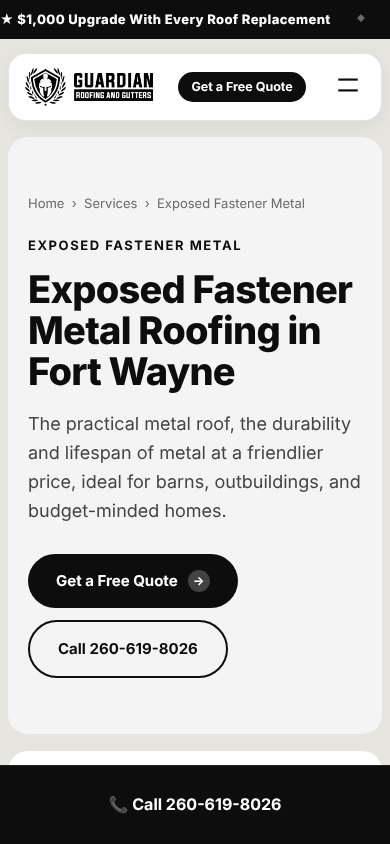 ★ $1,000 Upgrade With Every Roof Replacement ◆
GUARDIAN
ROOFING AND GUTTERS
Get a Free Quote
Home › Services › Exposed Fastener Metal
EXPOSED FASTENER METAL
Exposed Fastener
Metal Roofing in
Fort Wayne
The practical metal roof, the durability
and lifespan of metal at a friendlier
price, ideal for barns, outbuildings, and
budget-minded homes.
Get a Free Quote →
Call 260-619-8026
📞 Call 260-619-8026